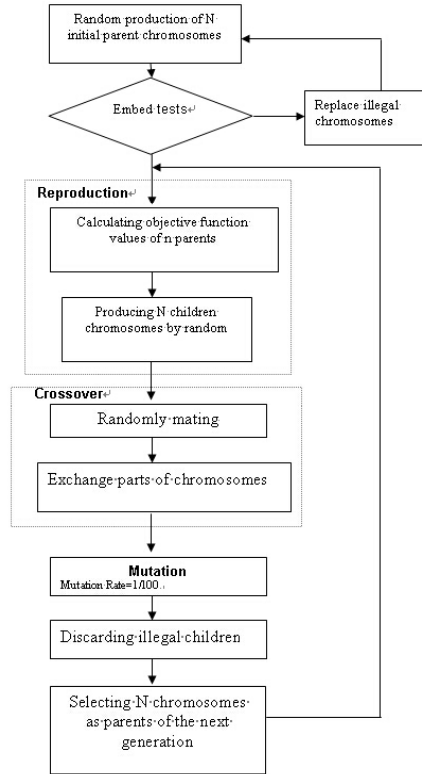 Random production of N
initial parent chromosomes
Embed tests
Replace illegal
chromosomes
Reproduction
Calculating objective function
values of n parents
Producing N children
chromosomes by random
Crossover
Randomly mating
Exchange parts of chromosomes
Mutation
Mutation Rate=1/100
Discarding illegal children
Selecting N chromosomes
as parents of the next
generation